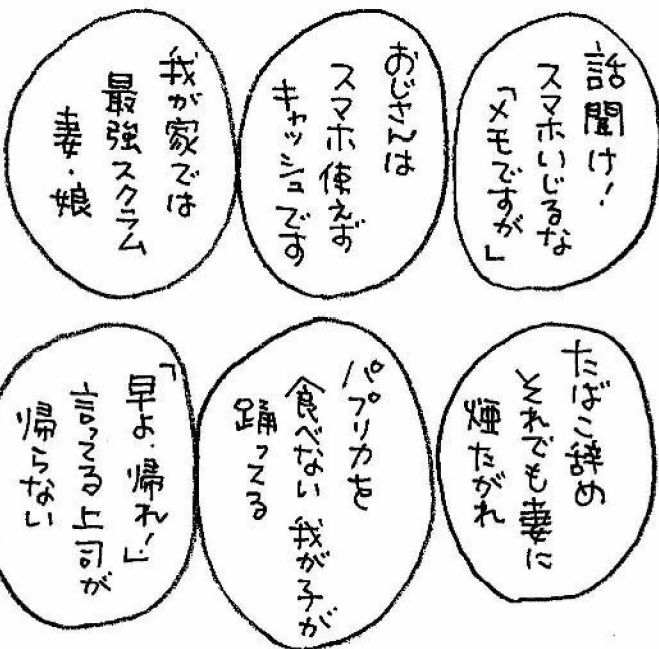 話聞け!
スマホいじるな
「メモですが」
おじさんは
スマホ使えず
キャッシュです
我が家では
最強スクラム
妻・娘
たばこ辞め
それでも妻に
煙たがれ
パプリカを
食べない我が子が
踊ってる
「早よ、帰れ!」
言ってる上司が
帰らない